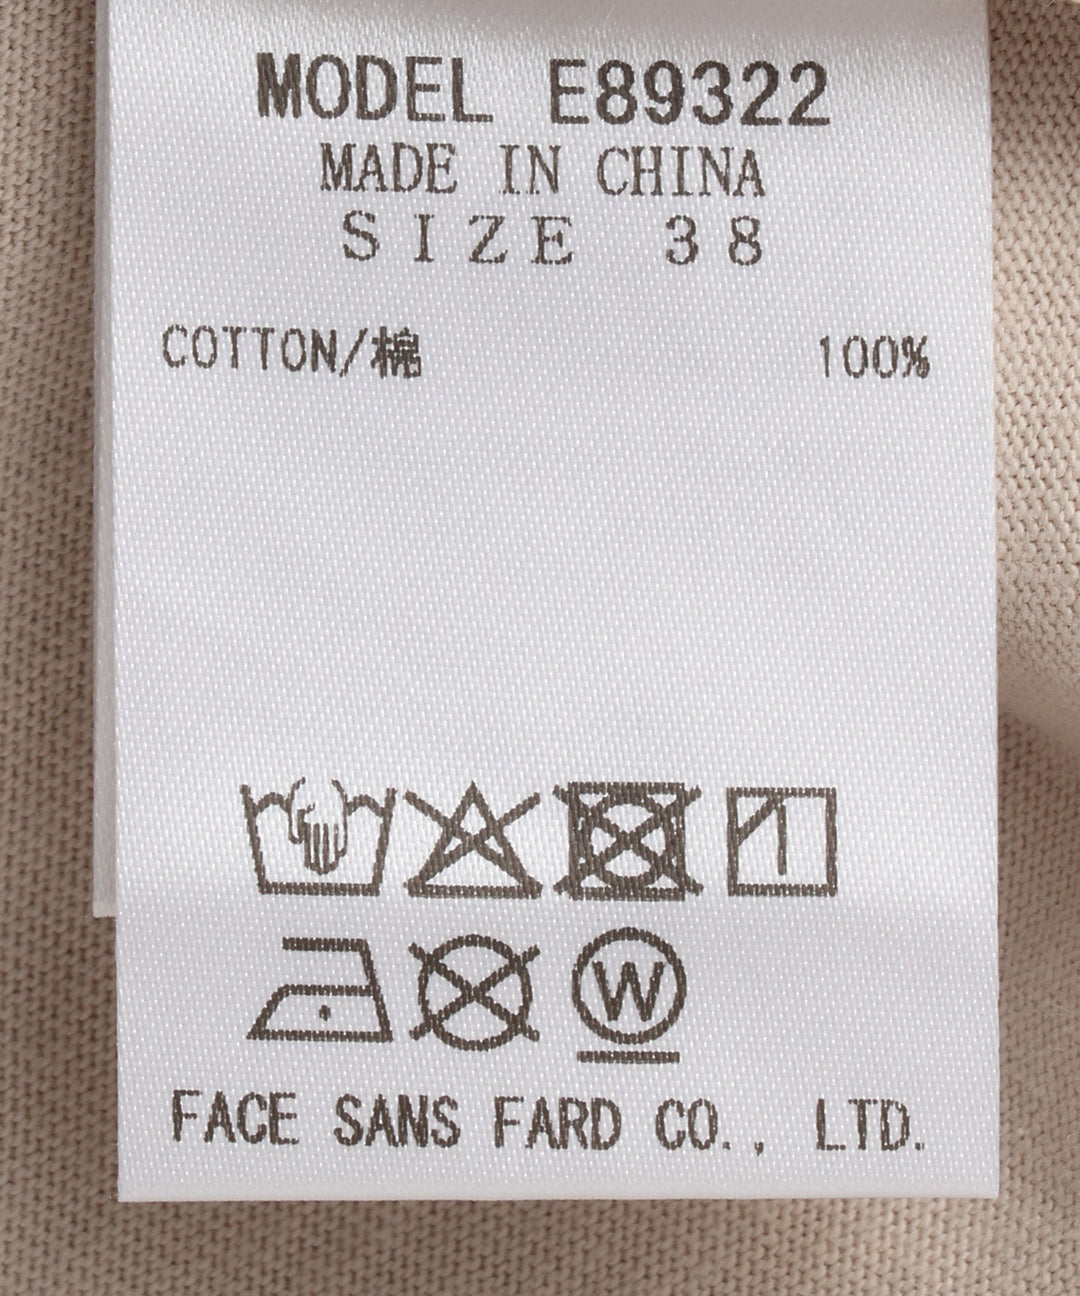 MODEL E89322
MADE IN CHINA
SIZE 38
COTTON/棉 100%
W
FACE SANS FARD CO., LTD.